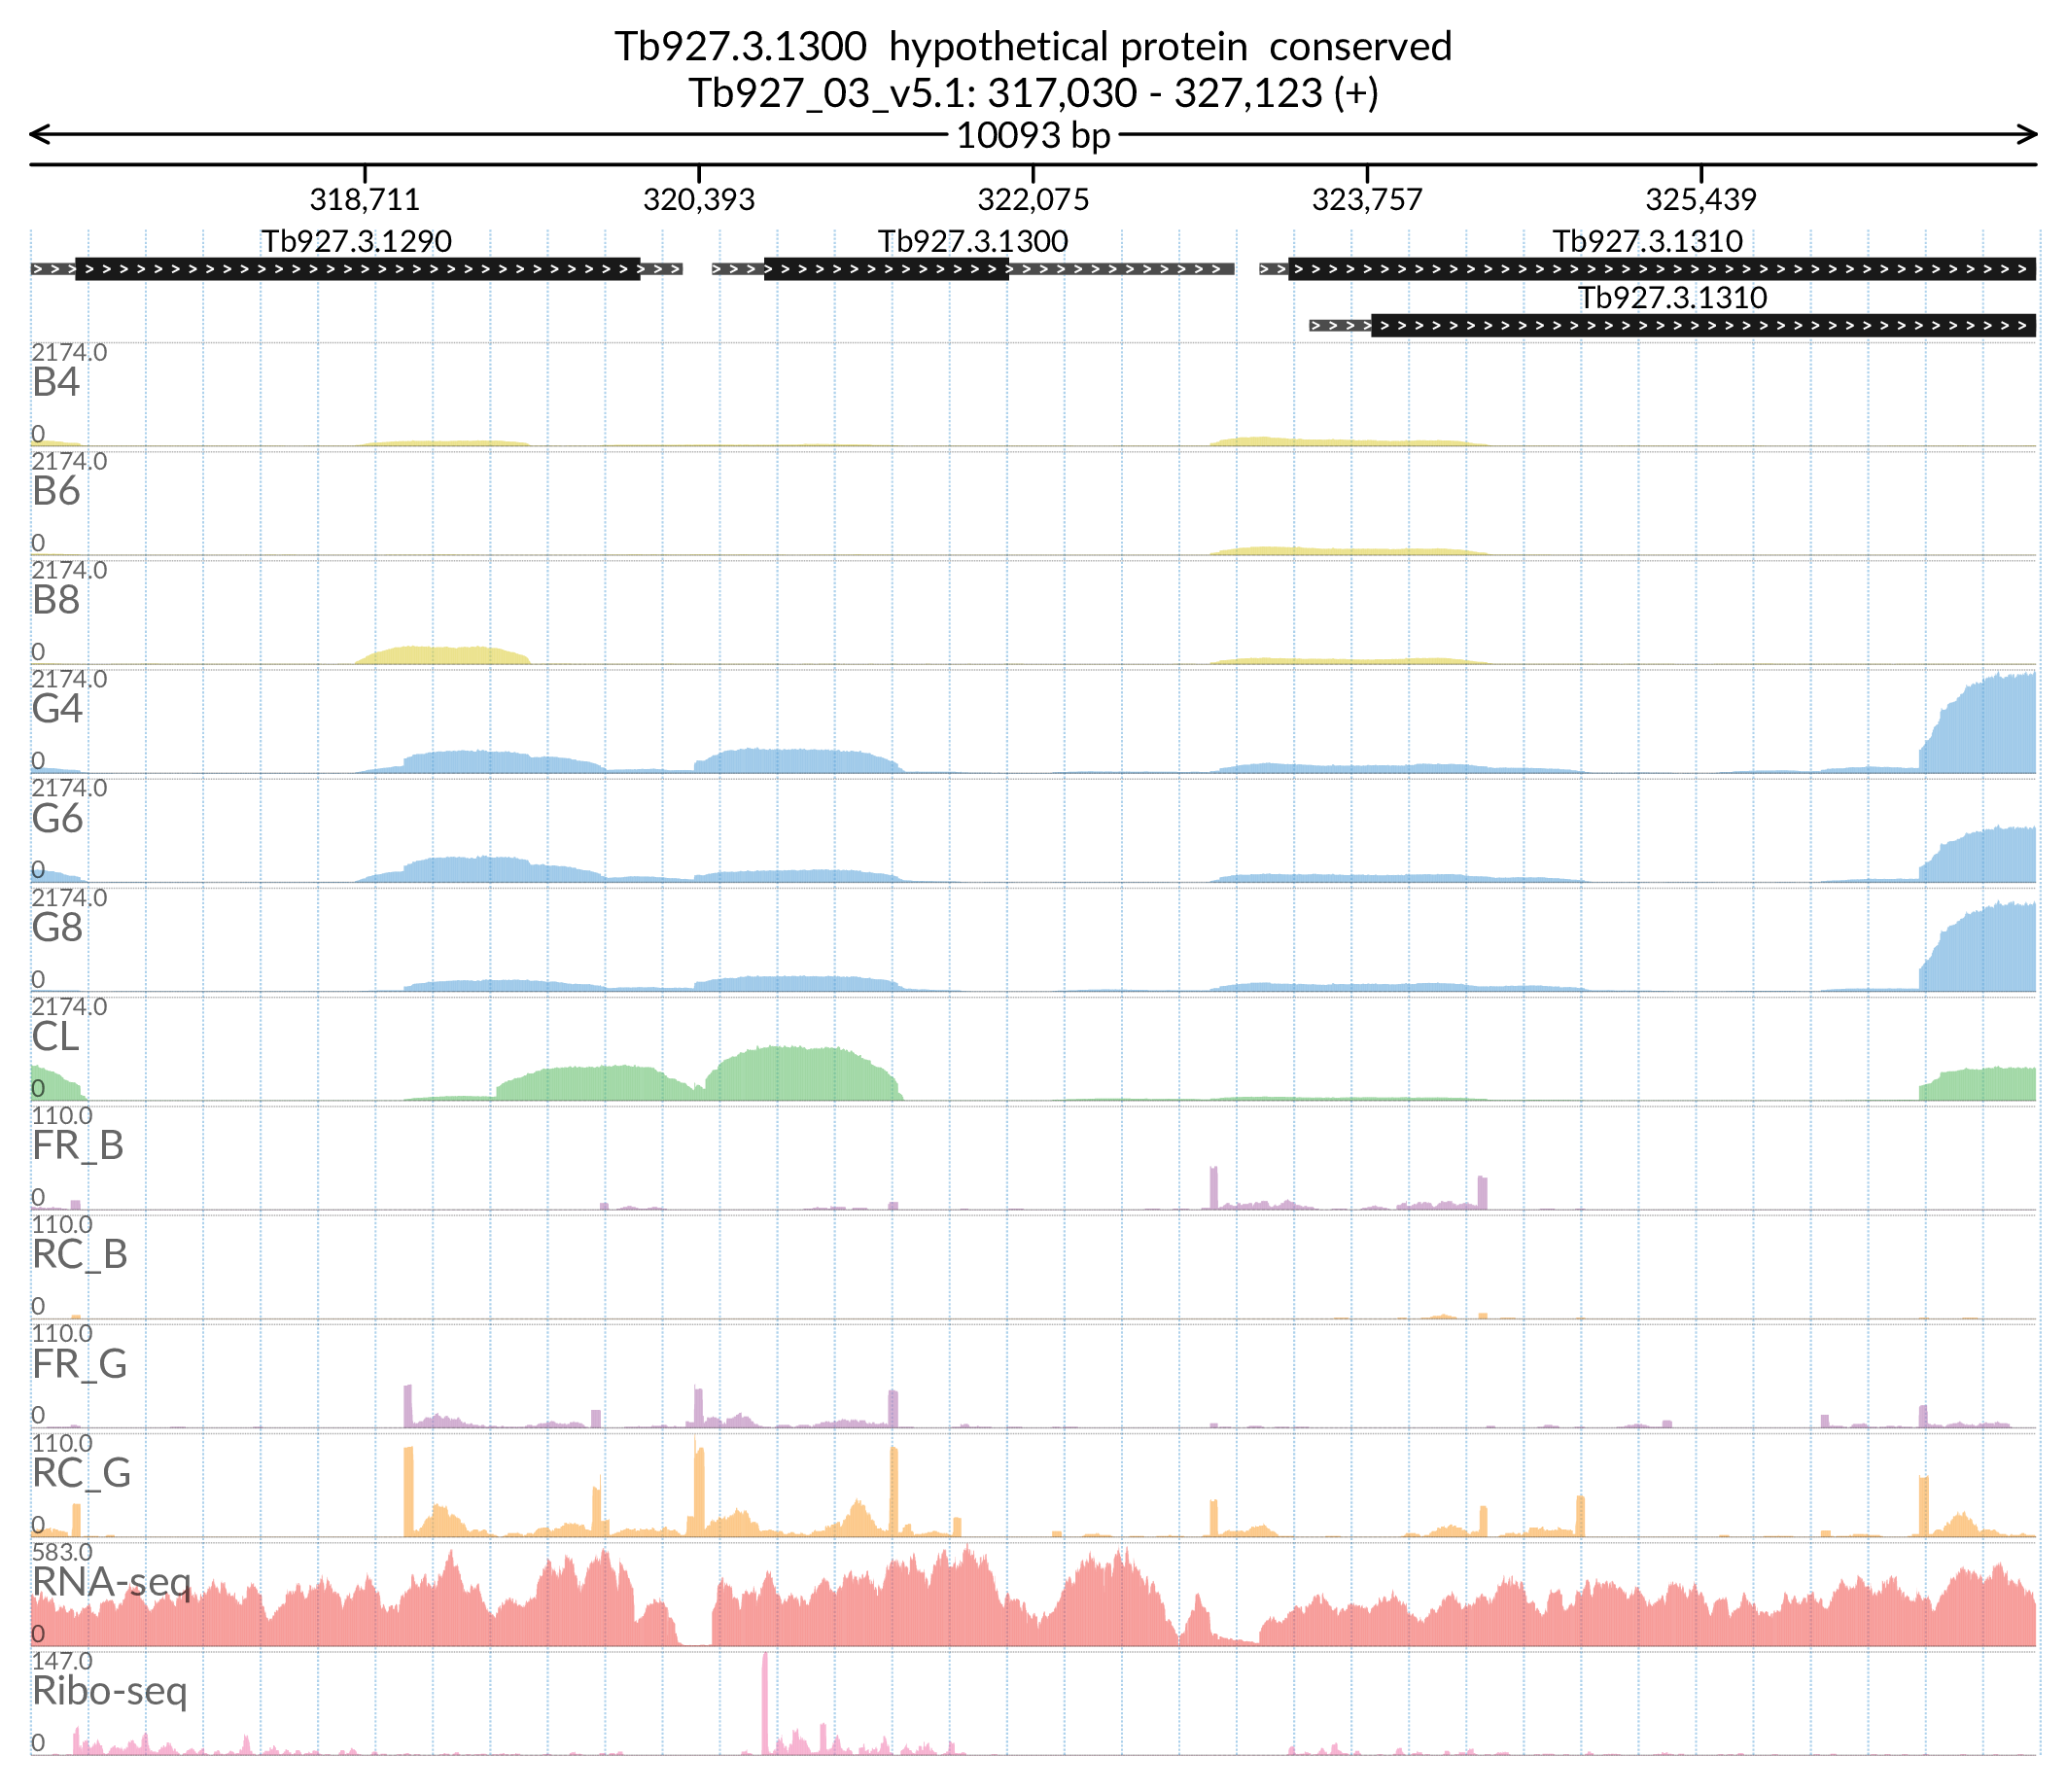 Tb927.3.1300  hypothetical protein  conserved
Tb927_03_v5.1: 317,030 - 327,123 (+)
10093 bp
318,711 320,393 322,075 323,757 325,439
Tb927.3.1290 Tb927.3.1300 Tb927.3.1310
Tb927.3.1310
2174.0
B4
0
2174.0
B6
0
2174.0
B8
0
2174.0
G4
0
2174.0
G6
0
2174.0
G8
0
2174.0
CL
0
110.0
FR_B
0
110.0
RC_B
0
110.0
FR_G
0
110.0
RC_G
0
583.0
RNA-seq
0
147.0
Ribo-seq
0